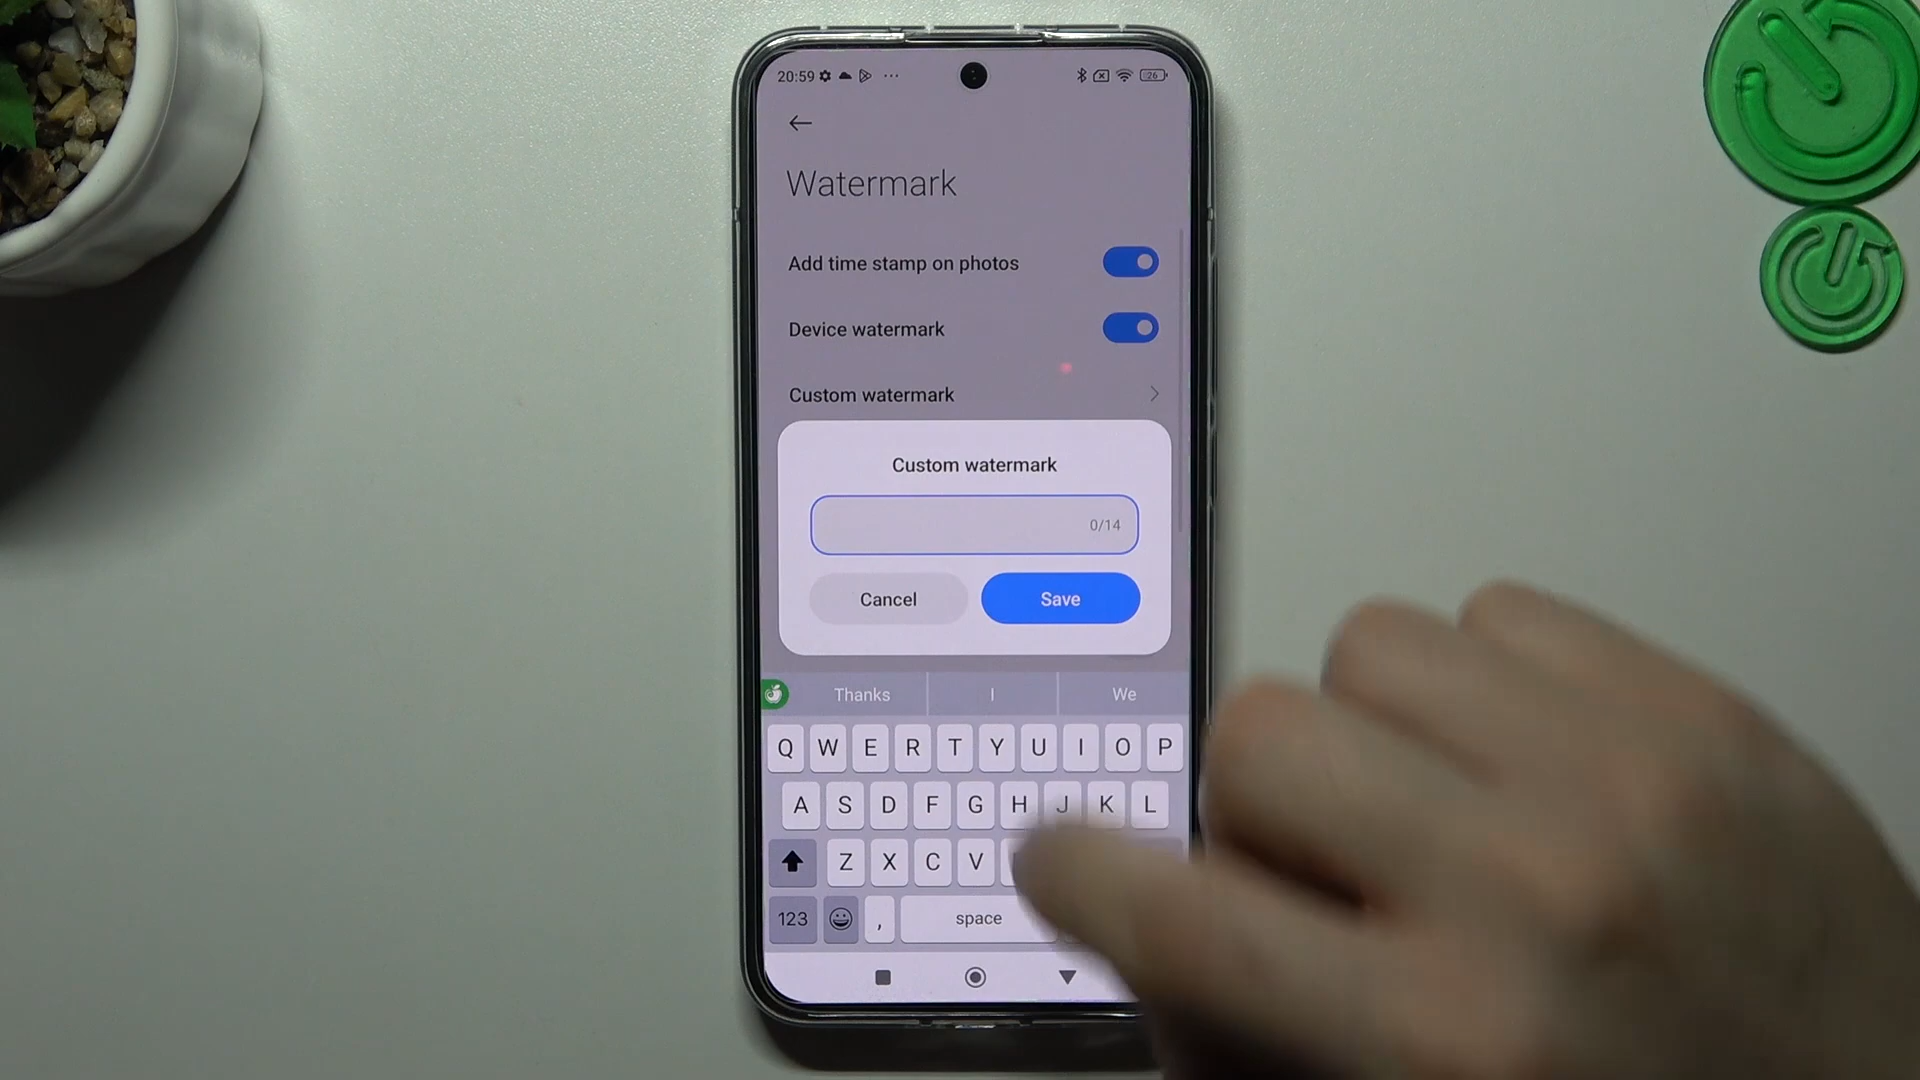 20:59 ... 26
Watermark
Add time stamp on photos
Device watermark
Custom watermark
Custom watermark
0/14
Cancel Save
Thanks I We
Q W E R T Y U I O P
A S D F G H J K L
Z X C V
123 , space